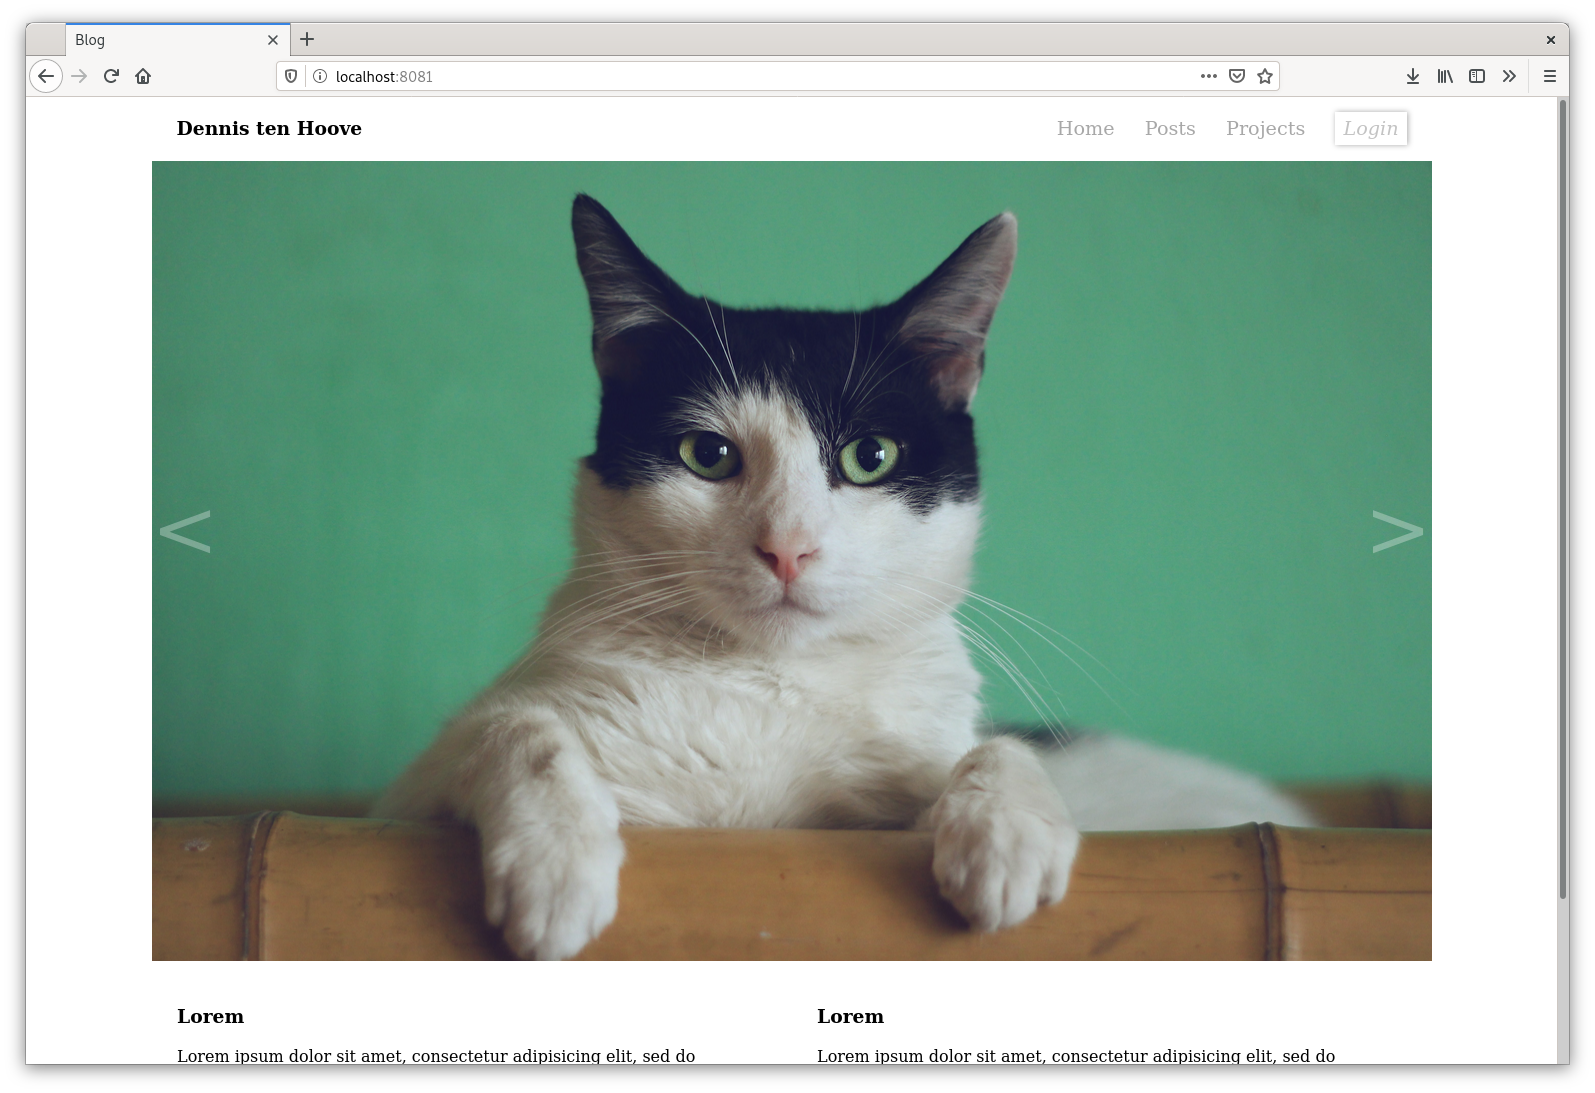 Blog
localhost:8081
Dennis ten Hoove
Home Posts Projects Login
< >
Lorem
Lorem ipsum dolor sit amet, consectetur adipisicing elit, sed do
Lorem
Lorem ipsum dolor sit amet, consectetur adipisicing elit, sed do